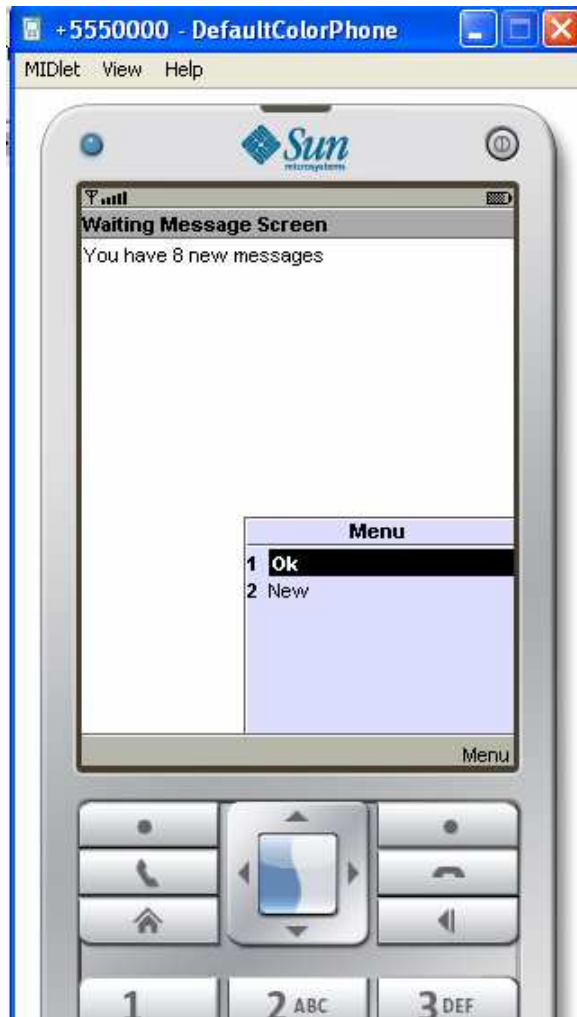 +5550000 - DefaultColorPhone
MIDlet View Help
Sun
microsystems
Waiting Message Screen
You have 8 new messages
Menu
1 Ok
2 New
Menu
1
2 ABC
3 DEF